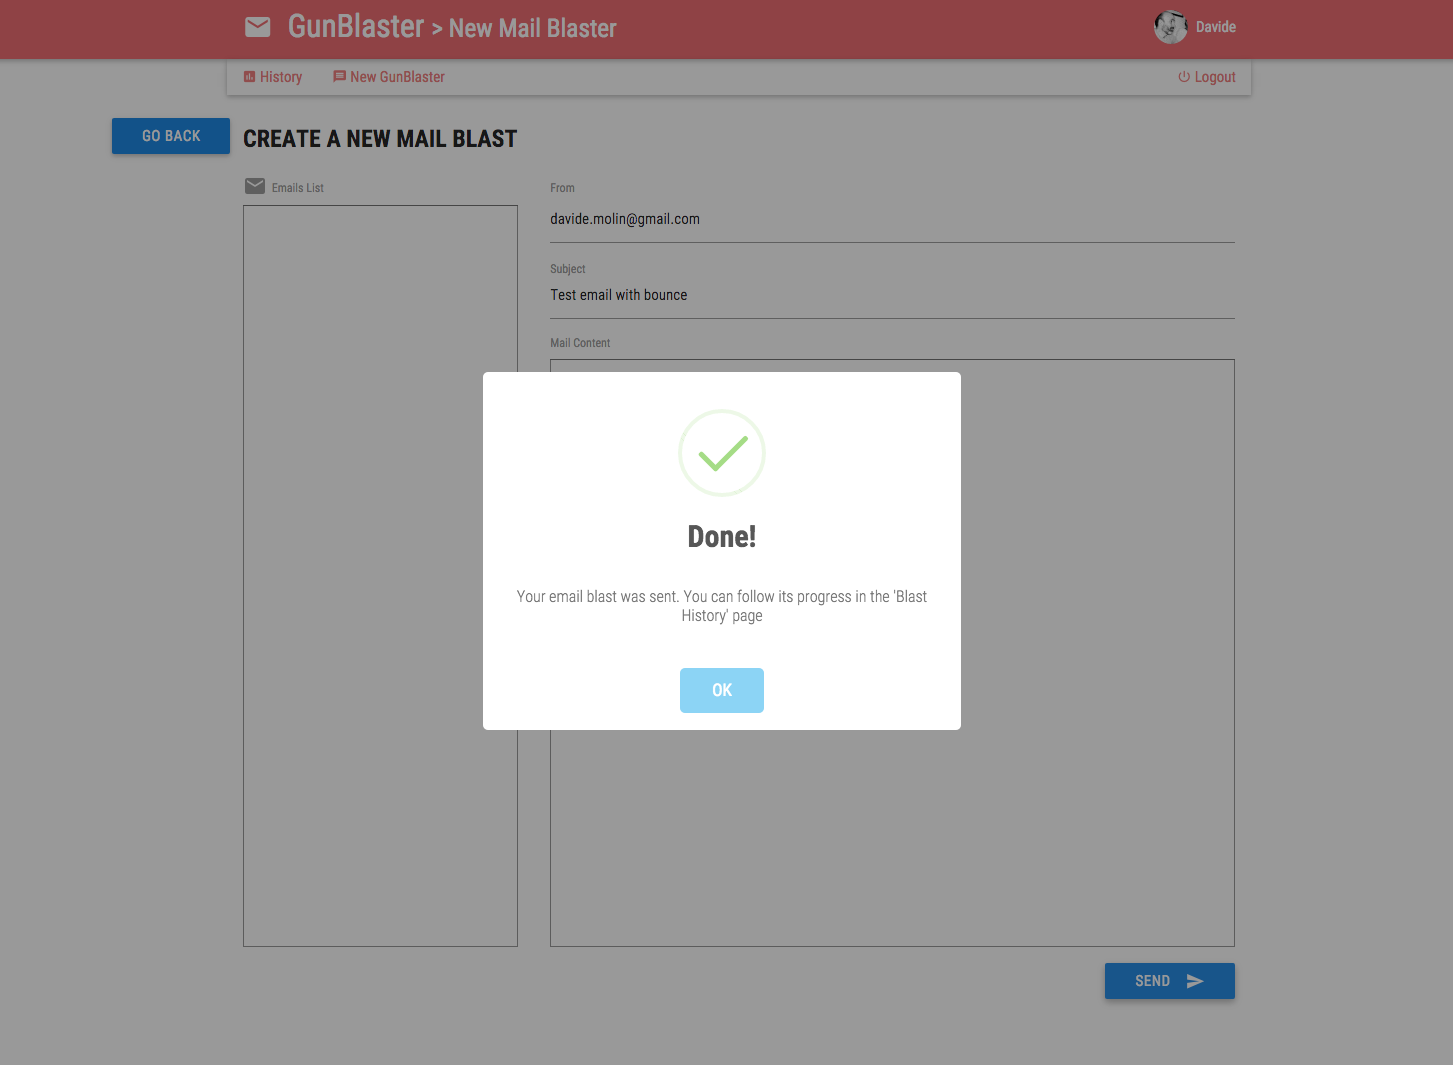 GunBlaster > New Mail Blaster
Davide
History
New GunBlaster
Logout
GO BACK
CREATE A NEW MAIL BLAST
Emails List
From
davide.molin@gmail.com
Subject
Test email with bounce
Mail Content
Done!
Your email blast was sent. You can follow its progress in the 'Blast
History' page
OK
SEND